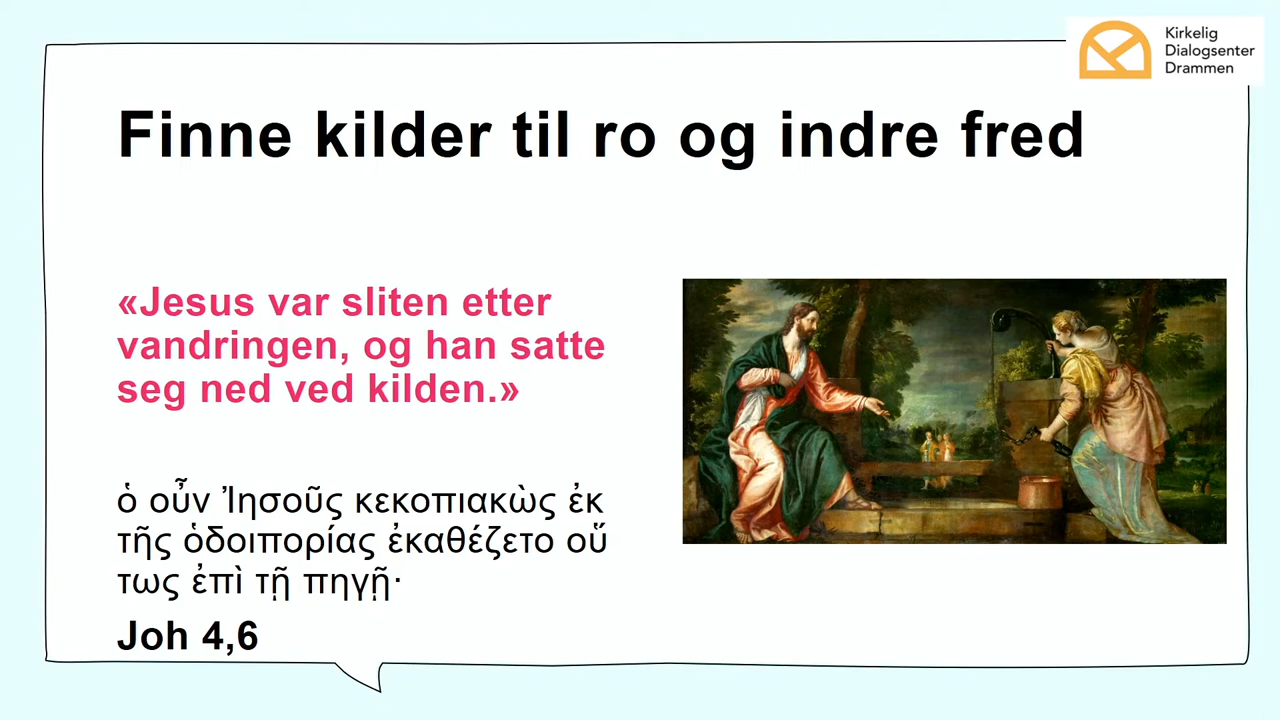 Kirkelig
Dialogsenter
Drammen
Finne kilder til ro og indre fred
«Jesus var sliten etter
vandringen, og han satte
seg ned ved kilden.»
ὁ οὖν Ἰησοῦς κεκοπιακὼς ἐκ
τῆς ὁδοιπορίας ἐκαθέζετο οὕ
τως ἐπὶ τῇ πηγῇ·
Joh 4,6